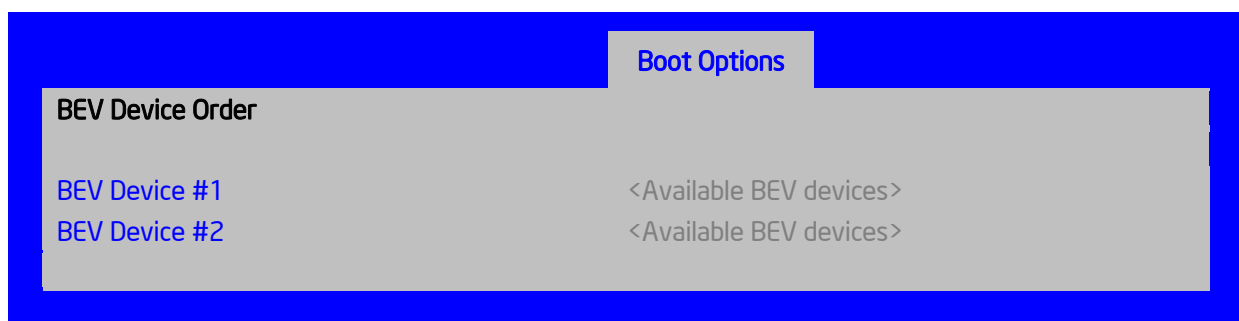 Boot Options
BEV Device Order
BEV Device #1 <Available BEV devices>
BEV Device #2 <Available BEV devices>